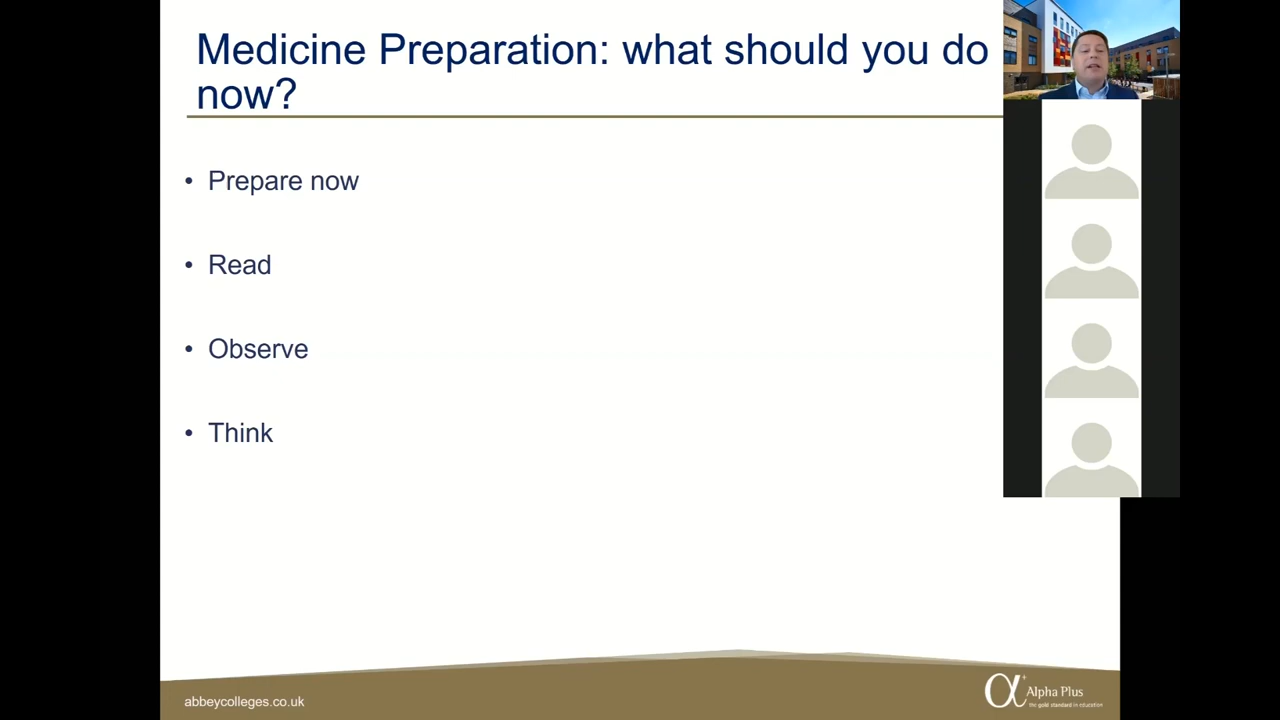 Medicine Preparation: what should you do
now?
• Prepare now
• Read
• Observe
• Think
abbeycolleges.co.uk
α+ Alpha Plus
the gold standard in education